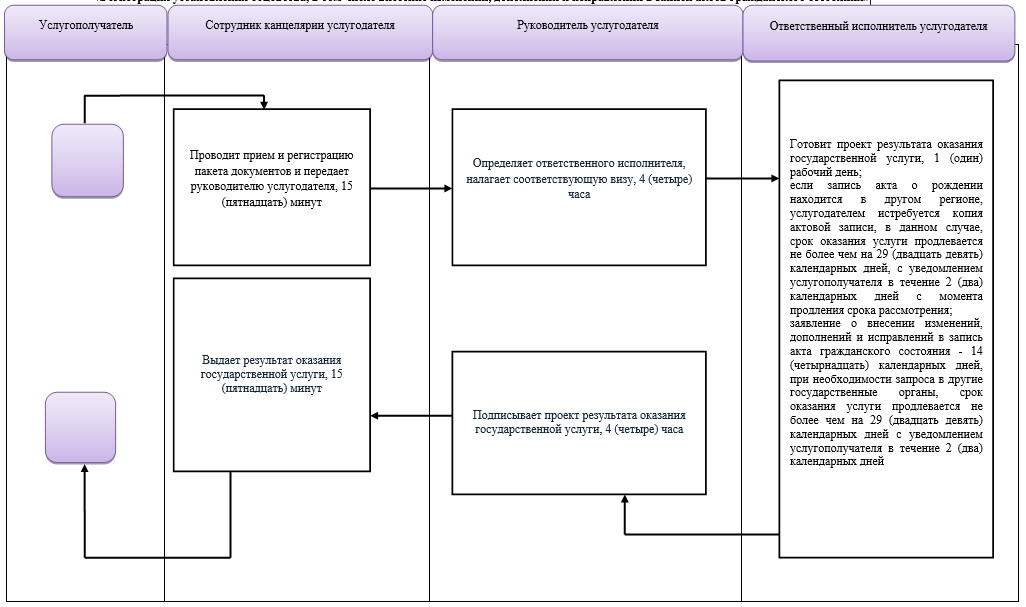 Услугополучатель
Сотрудник канцелярии услугодателя
Руководитель услугодателя
Ответственный исполнитель услугодателя
Проводит прием и регистрацию
пакета документов и передает
руководителю услугодателя, 15
(пятнадцать) минут
Определяет ответственного исполнителя,
налагает соответствующую визу, 4 (четыре)
часа
Готовит проект результата оказания
государственной услуги, 1 (один)
рабочий день;
если запись акта о рождении
находится в другом регионе,
услугодателем истребуется копия
актовой записи, в данном случае,
срок оказания услуги продлевается
не более чем на 29 (двадцать девять)
календарных дней, с уведомлением
услугополучателя в течение 2 (два)
календарных дней с момента
продления срока рассмотрения;
заявление о внесении изменений,
дополнений и исправлений в запись
акта гражданского состояния - 14
(четырнадцать) календарных дней,
при необходимости запроса в другие
государственные органы, срок
оказания услуги продлевается не
более чем на 29 (двадцать девять)
календарных дней с уведомлением
услугополучателя в течение 2 (два)
календарных дней
Выдает результат оказания
государственной услуги, 15
(пятнадцать) минут
Подписывает проект результата оказания
государственной услуги, 4 (четыре) часа